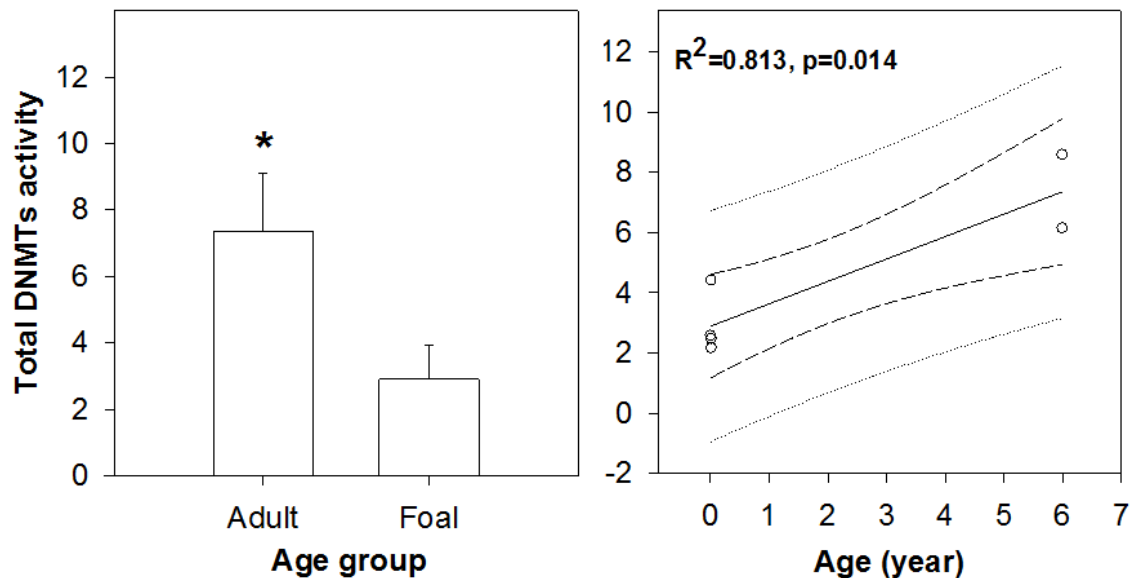 Total DNMTs activity
12
10
8
6
4
2
0
*
Adult Foal
Age group
R²=0.813, p=0.014
12
10
8
6
4
2
0
-2
0 1 2 3 4 5 6 7
Age (year)